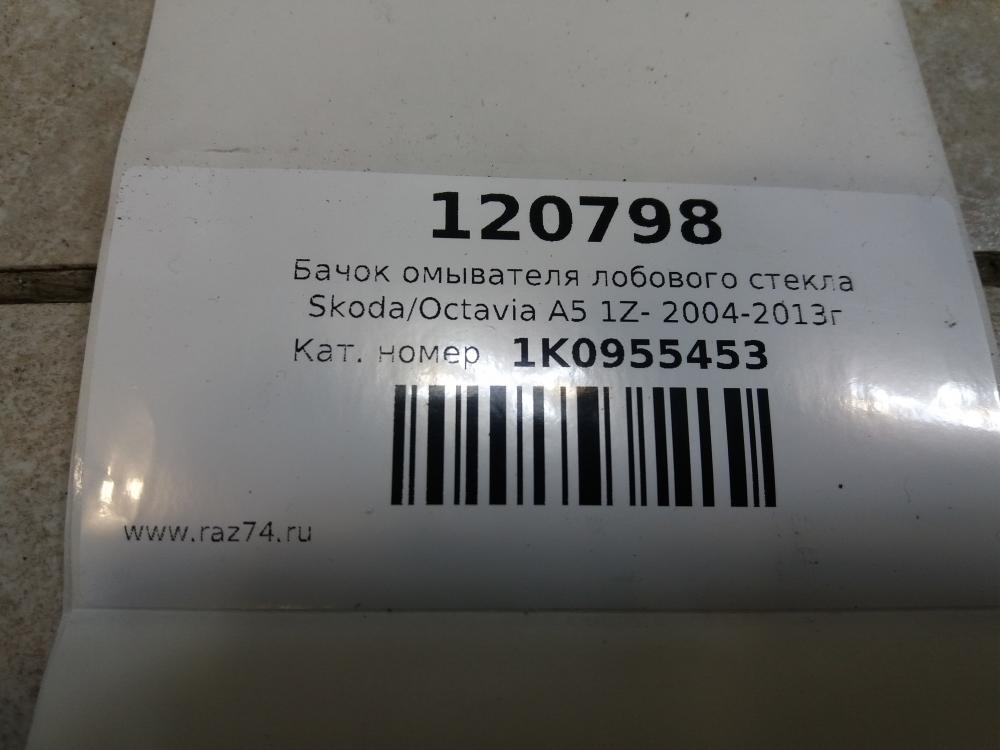 120798
Бачок омывателя лобового стекла
Skoda/Octavia A5 1Z- 2004-2013г
Кат. номер 1K0955453
www.raz74.ru